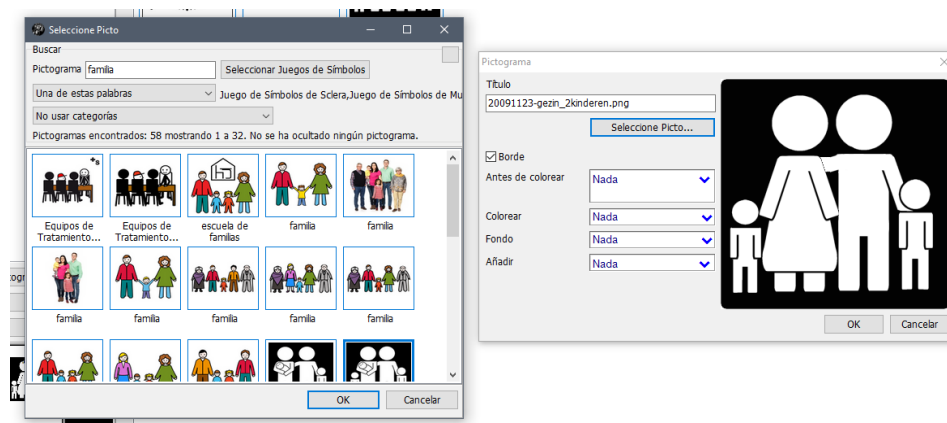 Seleccione Picto
Buscar
Pictograma familia Seleccionar Juegos de Símbolos
Una de estas palabras Juego de Símbolos de Sclera,Juego de Símbolos de Mu
No usar categorías
Pictogramas encontrados: 58 mostrando 1 a 32. No se ha ocultado ningún pictograma.
+s
Equipos de Tratamiento...
Equipos de Tratamiento...
escuela de familias
familia
familia
familia
familia
familia
familia
familia
OK Cancelar
Pictograma
Título
20091123-gezin_2kinderen.png
Seleccione Picto...
Borde
Antes de colorear Nada
Colorear Nada
Fondo Nada
Añadir Nada
OK Cancelar